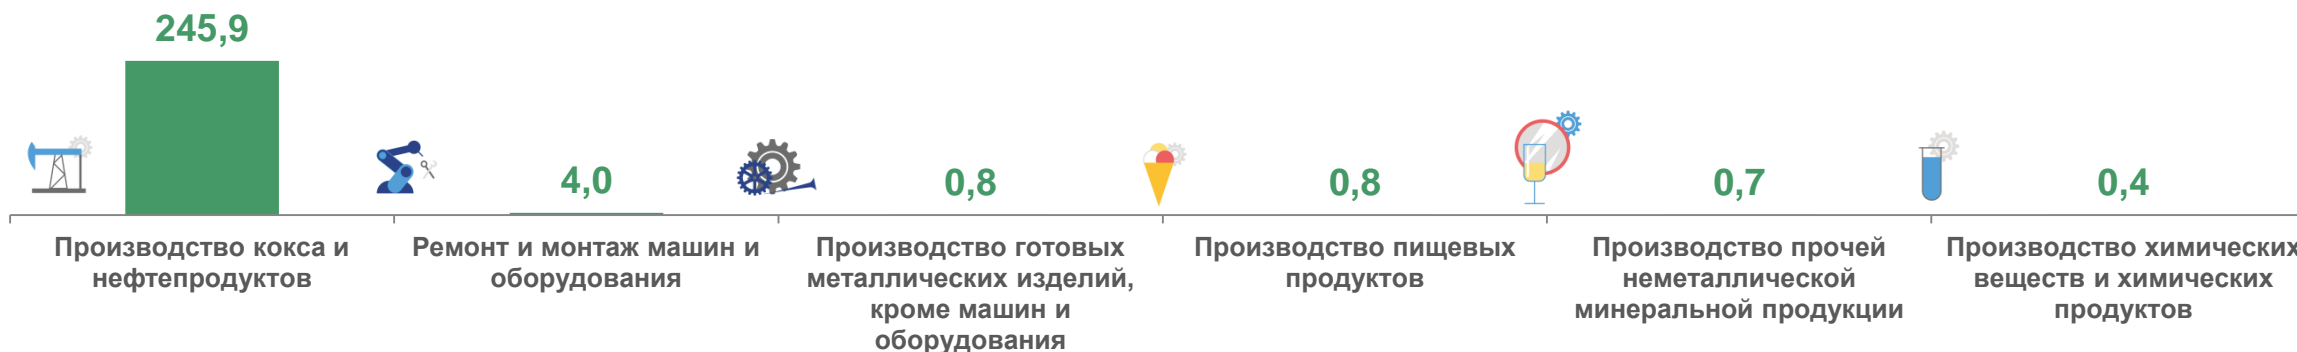 245,9
4,0
0,8
0,8
0,7
0,4
Производство кокса и
нефтепродуктов
Ремонт и монтаж машин и
оборудования
Производство готовых
металлических изделий,
кроме машин и
оборудования
Производство пищевых
продуктов
Производство прочей
неметаллической
минеральной продукции
Производство химических
веществ и химических
продуктов